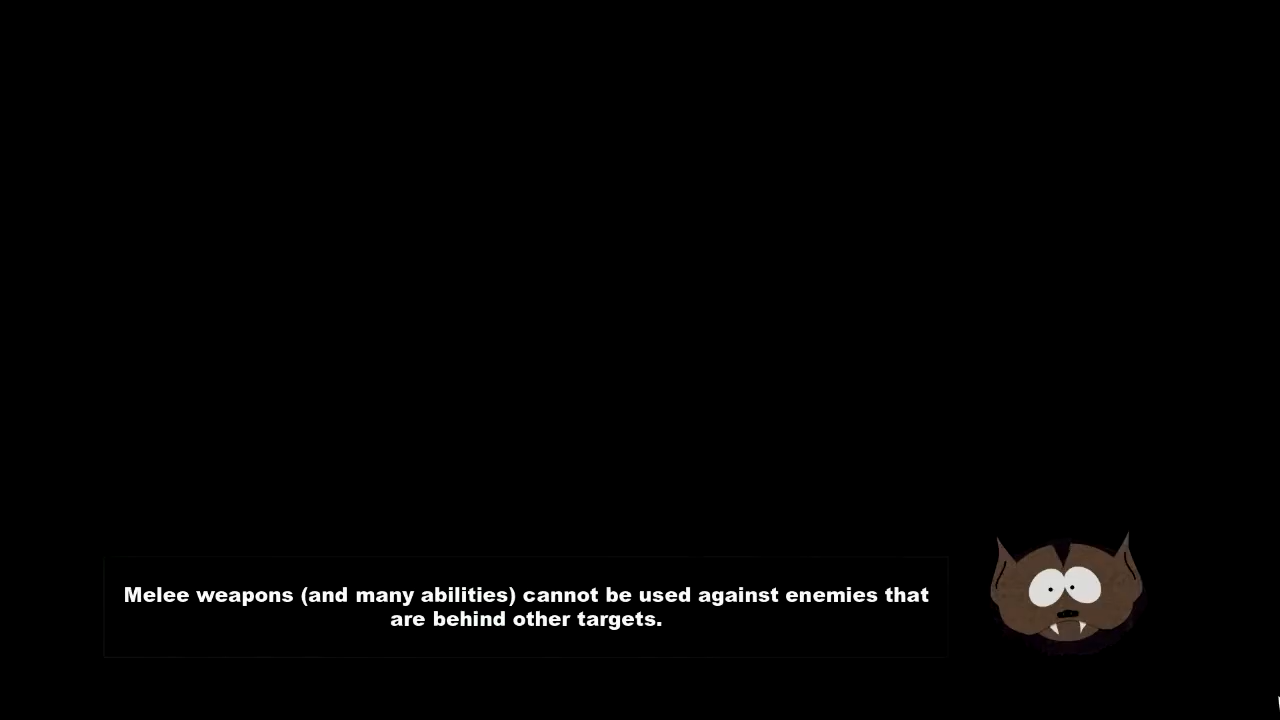 Melee weapons (and many abilities) cannot be used against enemies that
are behind other targets.